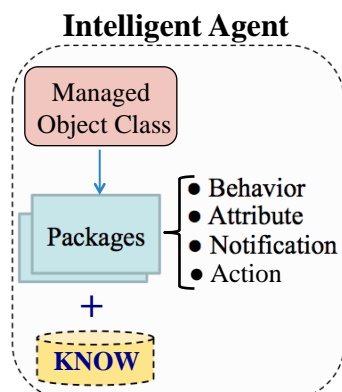 Intelligent Agent
Managed
Object Class
Packages
● Behavior
● Attribute
● Notification
● Action
+
KNOW